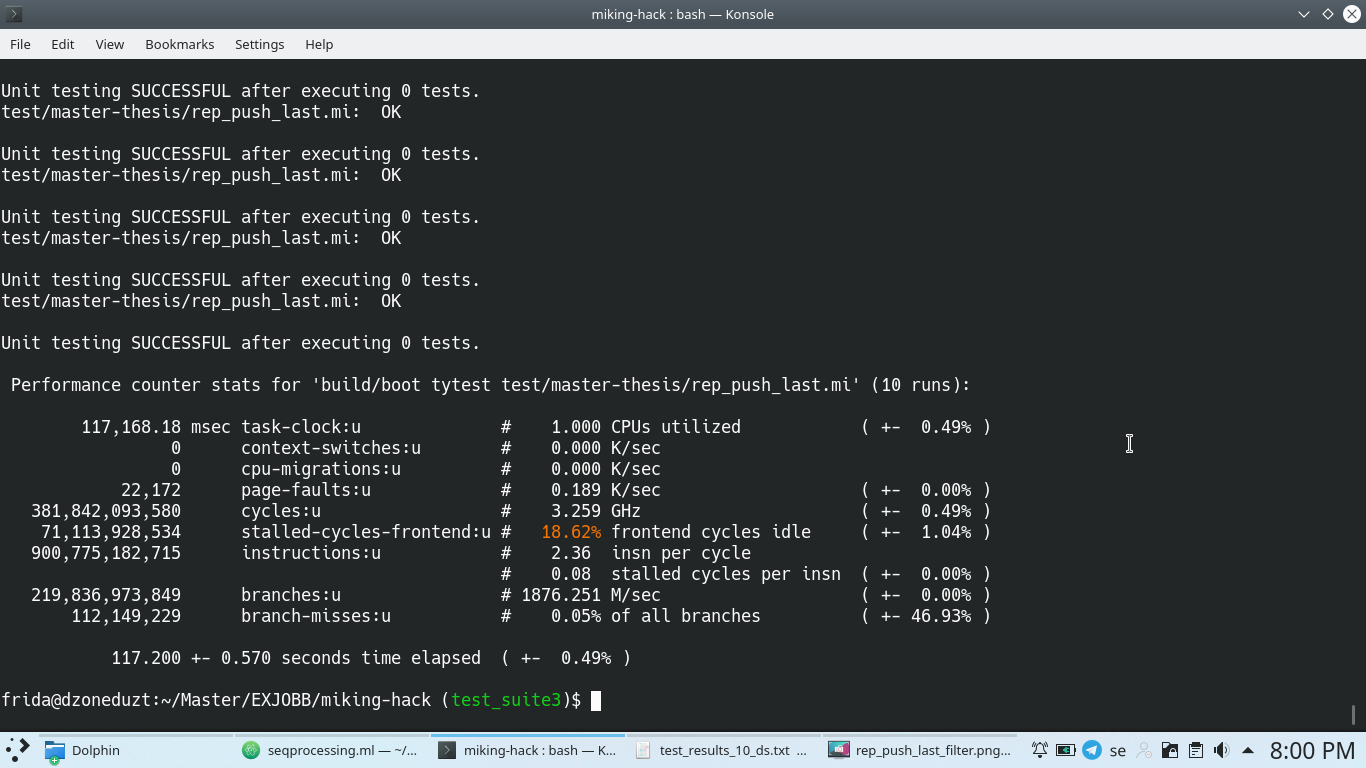 miking-hack : bash — Konsole
File Edit View Bookmarks Settings Help
Unit testing SUCCESSFUL after executing 0 tests.
test/master-thesis/rep_push_last.mi:  OK
Unit testing SUCCESSFUL after executing 0 tests.
test/master-thesis/rep_push_last.mi:  OK
Unit testing SUCCESSFUL after executing 0 tests.
test/master-thesis/rep_push_last.mi:  OK
Unit testing SUCCESSFUL after executing 0 tests.
test/master-thesis/rep_push_last.mi:  OK
Unit testing SUCCESSFUL after executing 0 tests.
Performance counter stats for 'build/boot tytest test/master-thesis/rep_push_last.mi' (10 runs):
117,168.18 msec task-clock:u # 1.000 CPUs utilized ( +- 0.49% )
0 context-switches:u # 0.000 K/sec
0 cpu-migrations:u # 0.000 K/sec
22,172 page-faults:u # 0.189 K/sec ( +- 0.00% )
381,842,093,580 cycles:u # 3.259 GHz ( +- 0.49% )
71,113,928,534 stalled-cycles-frontend:u # 18.62% frontend cycles idle ( +- 1.04% )
900,775,182,715 instructions:u # 2.36 insn per cycle
# 0.08 stalled cycles per insn ( +- 0.00% )
219,836,973,849 branches:u # 1876.251 M/sec ( +- 0.00% )
112,149,229 branch-misses:u # 0.05% of all branches ( +- 46.93% )
117.200 +- 0.570 seconds time elapsed ( +- 0.49% )
frida@dzoneduzt:~/Master/EXJOBB/miking-hack (test_suite3)$
Dolphin seqprocessing.ml — ~/... miking-hack : bash — K... test_results_10_ds.txt ... rep_push_last_filter.png... se 8:00 PM